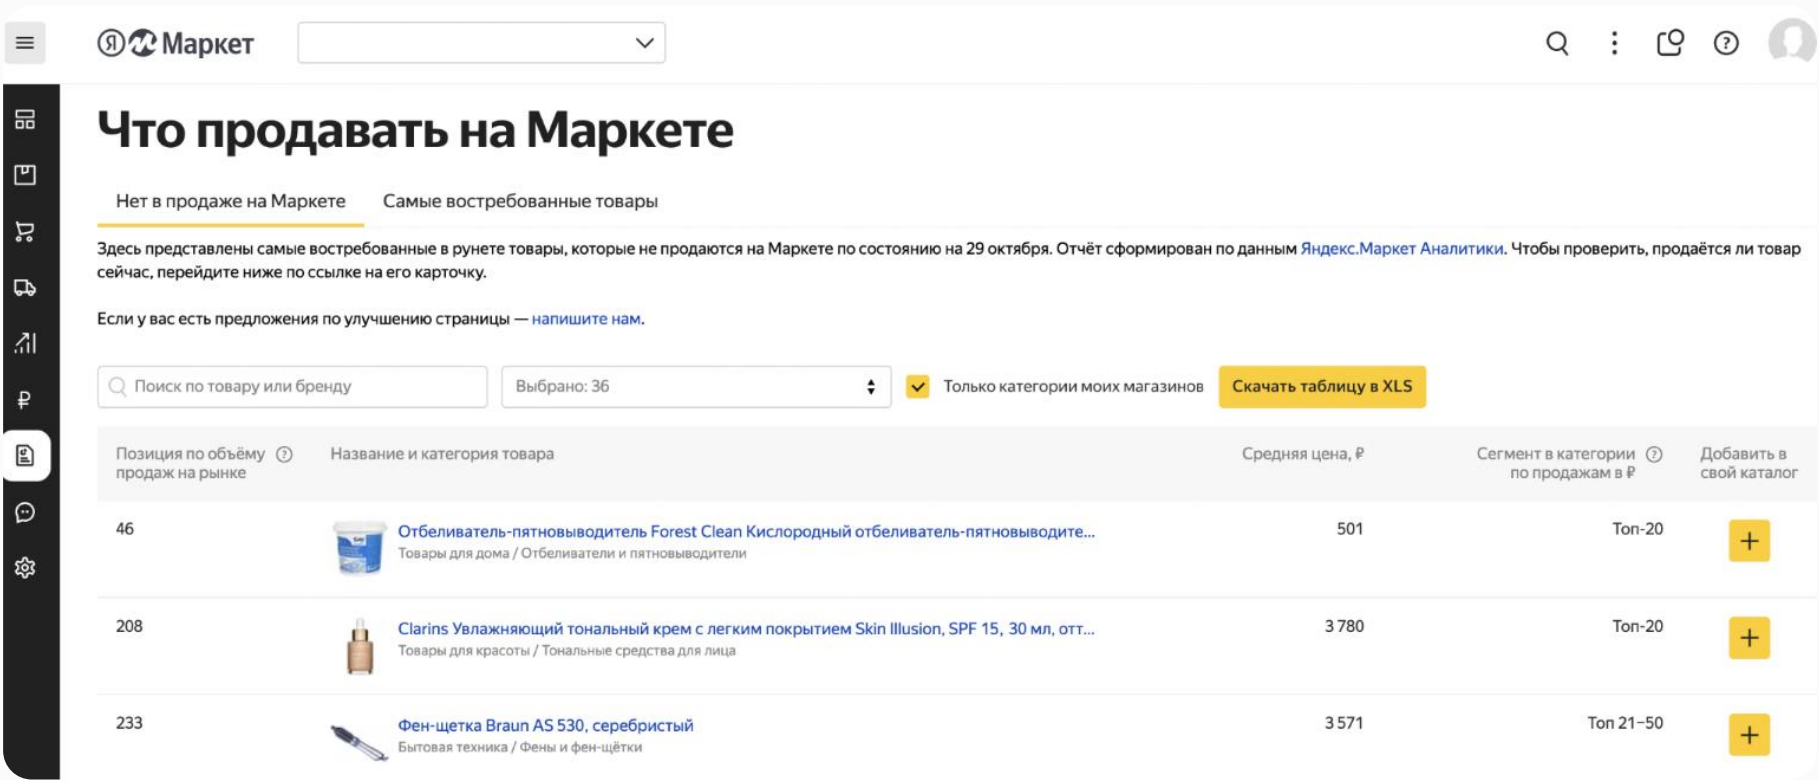 Я Маркет
Что продавать на Маркете
Нет в продаже на Маркете
Самые востребованные товары
Здесь представлены самые востребованные в рунете товары, которые не продаются на Маркете по состоянию на 29 октября. Отчёт сформирован по данным Яндекс.Маркет Аналитики. Чтобы проверить, продаётся ли товар
сейчас, перейдите ниже по ссылке на его карточку.
Если у вас есть предложения по улучшению страницы — напишите нам.
Поиск по товару или бренду
Выбрано: 36
Только категории моих магазинов
Скачать таблицу в XLS
Позиция по объёму
продаж на рынке
Название и категория товара
Средняя цена, ₽
Сегмент в категории
по продажам в ₽
Добавить в
свой каталог
46
Отбеливатель-пятновыводитель Forest Clean Кислородный отбеливатель-пятновыводите...
Товары для дома / Отбеливатели и пятновыводители
501
Топ-20
208
Clarins Увлажняющий тональный крем с легким покрытием Skin Illusion, SPF 15, 30 мл, отт...
Товары для красоты / Тональные средства для лица
3 780
Топ-20
233
Фен-щетка Braun AS 530, серебристый
Бытовая техника / Фены и фен-щётки
3 571
Топ 21–50